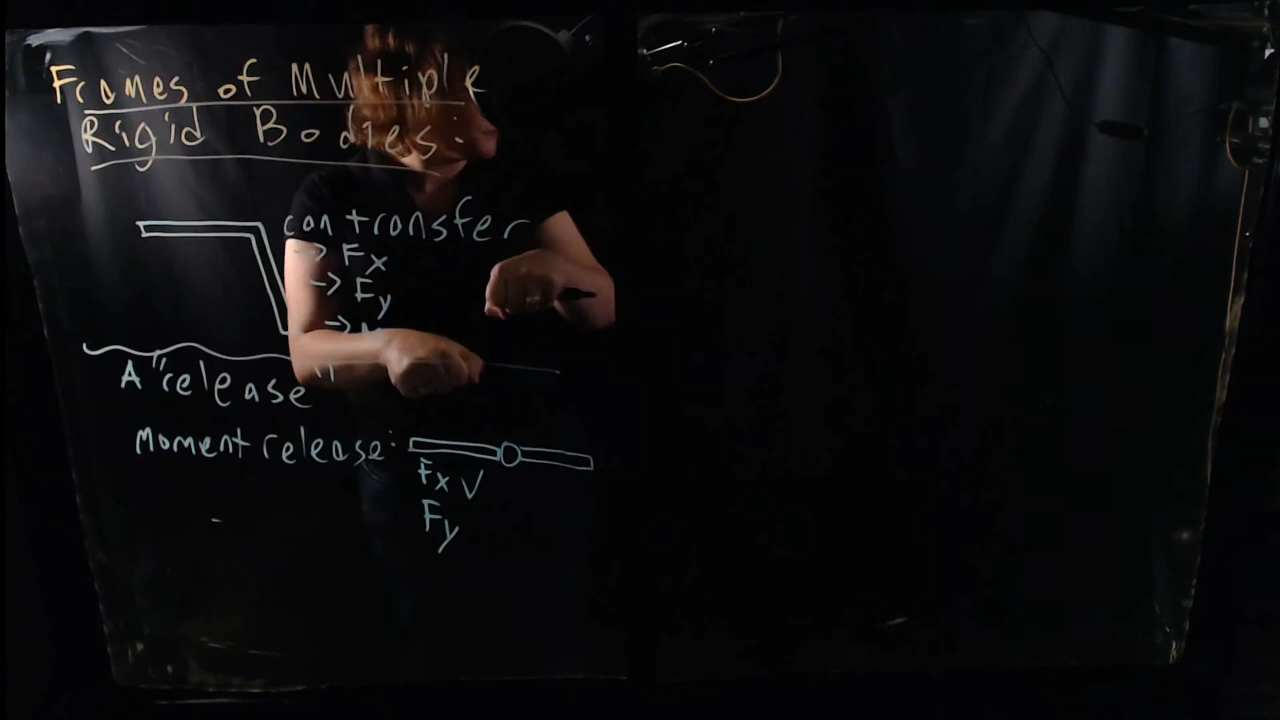 Frames of Multiple
Rigid Bodies:
can transfer
→ Fx
→ Fy
→
A "release"
Moment release:
Fx ✓
Fy